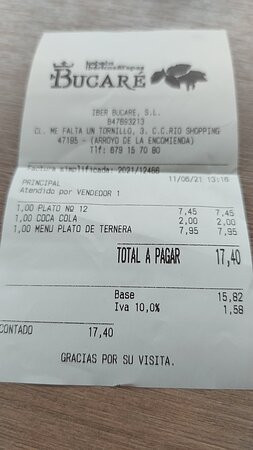 BUCARÉ
IBER BUCARE, S.L.
B47693213
CL. ME FALTA UN TORNILLO, 3. C.C.RIO SHOPPING
47195 - (ARROYO DE LA ENCOMIENDA)
Tlf: 679 15 70 80
Factura simplificada: 2021/12466
PRINCIPAL 11/06/21 13:16
Atendido por VENDEDOR 1
1,00 PLATO NQ 12 7,45 7,45
1,00 COCA COLA 2,00 2,00
1,00 MENU PLATO DE TERNERA 7,95 7,95
TOTAL A PAGAR 17,40
Base 15,82
Iva 10,0% 1,58
CONTADO 17,40
GRACIAS POR SU VISITA.